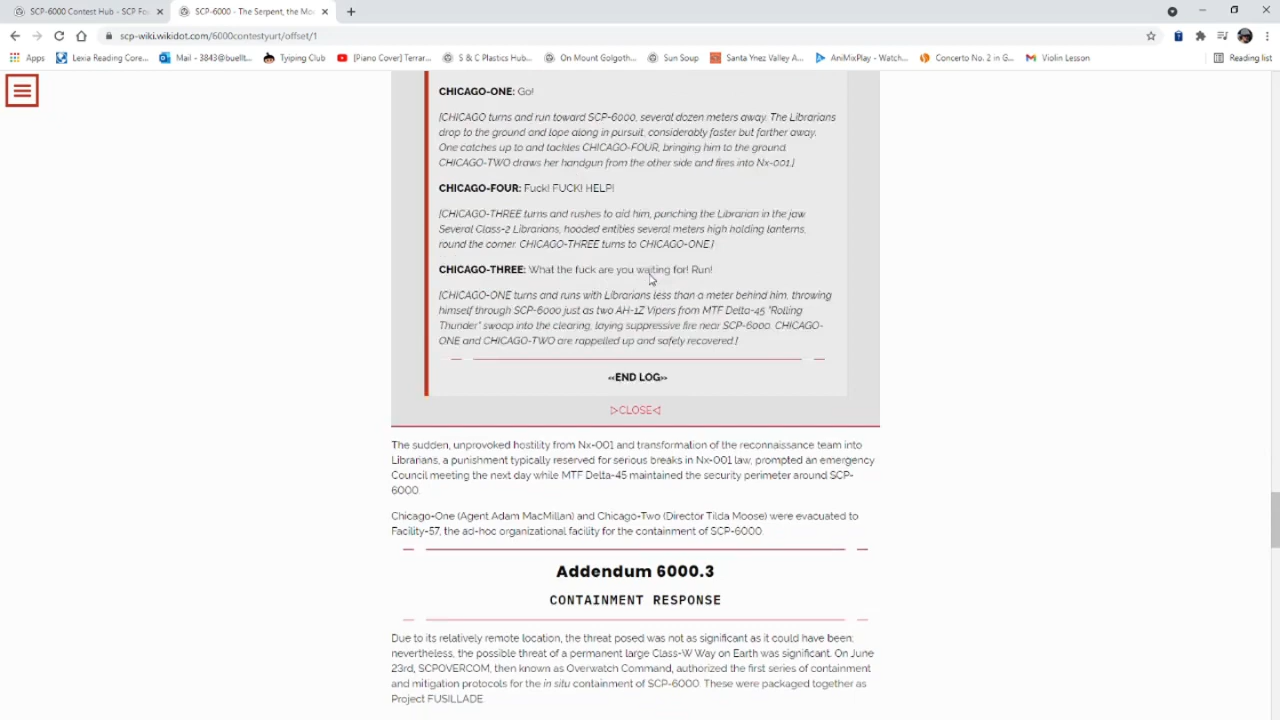 SCP-6000 Contest Hub - SCP Fo
SCP-6000 - The Serpent, the Mo
scp-wiki.wikidot.com/6000contestyurt/offset/1
Apps Lexia Reading Core... Mail - 3843@buellt... Tyiping Club [Piano Cover] Terrar... S & C Plastics Hub... On Mount Golgoth... Sun Soup Santa Ynez Valley A... AniMixPlay - Watch... Concerto No. 2 in G... Violin Lesson Reading list
CHICAGO-ONE: Go!
[CHICAGO turns and run toward SCP-6000, several dozen meters away. The Librarians
drop to the ground and lope along in pursuit, considerably faster but farther away.
One catches up to and tackles CHICAGO-FOUR, bringing him to the ground.
CHICAGO-TWO draws her handgun from the other side and fires into Nx-001.]
CHICAGO-FOUR: Fuck! FUCK! HELP!
[CHICAGO-THREE turns and rushes to aid him, punching the Librarian in the jaw.
Several Class-2 Librarians, hooded entities several meters high holding lanterns,
round the corner. CHICAGO-THREE turns to CHICAGO-ONE.]
CHICAGO-THREE: What the fuck are you waiting for! Run!
[CHICAGO-ONE turns and runs with Librarians less than a meter behind him, throwing
himself through SCP-6000 just as two AH-1Z Vipers from MTF Delta-45 "Rolling
Thunder" swoop into the clearing, laying suppressive fire near SCP-6000. CHICAGO-
ONE and CHICAGO-TWO are rappelled up and safely recovered.]
«END LOG»
▷CLOSE◁
The sudden, unprovoked hostility from Nx-001 and transformation of the reconnaissance team into
Librarians, a punishment typically reserved for serious breaks in Nx-001 law, prompted an emergency
Council meeting the next day while MTF Delta-45 maintained the security perimeter around SCP-
6000.
Chicago-One (Agent Adam MacMillan) and Chicago-Two (Director Tilda Moose) were evacuated to
Facility-57, the ad-hoc organizational facility for the containment of SCP-6000.
Addendum 6000.3
CONTAINMENT RESPONSE
Due to its relatively remote location, the threat posed was not as significant as it could have been;
nevertheless, the possible threat of a permanent large Class-W Way on Earth was significant. On June
23rd, SCPOVERCOM, then known as Overwatch Command, authorized the first series of containment
and mitigation protocols for the in situ containment of SCP-6000. These were packaged together as
Project FUSILLADE.